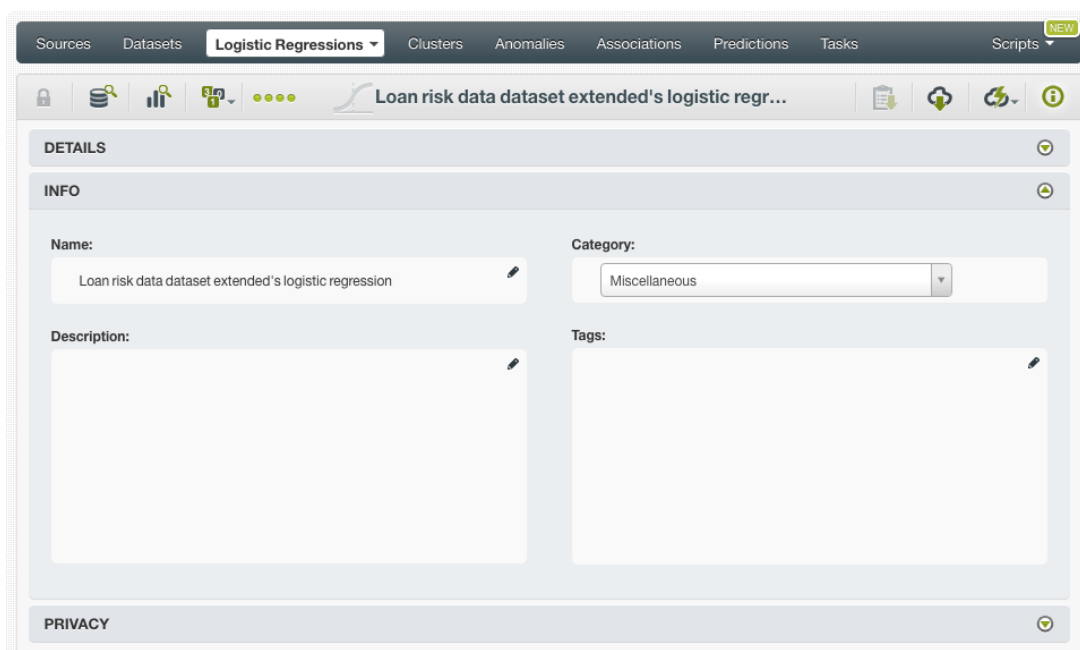 NEW
Sources Datasets Logistic Regressions Clusters Anomalies Associations Predictions Tasks Scripts
Loan risk data dataset extended's logistic regr...
DETAILS
INFO
Name: Category:
Loan risk data dataset extended's logistic regression Miscellaneous
Description: Tags:
PRIVACY